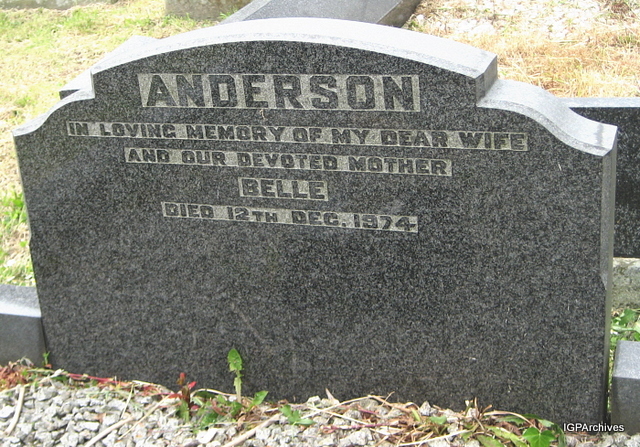 ANDERSON
IN LOVING MEMORY OF MY DEAR WIFE
AND OUR DEVOTED MOTHER
BELLE
DIED 12TH DEC. 1974
IGPArchives